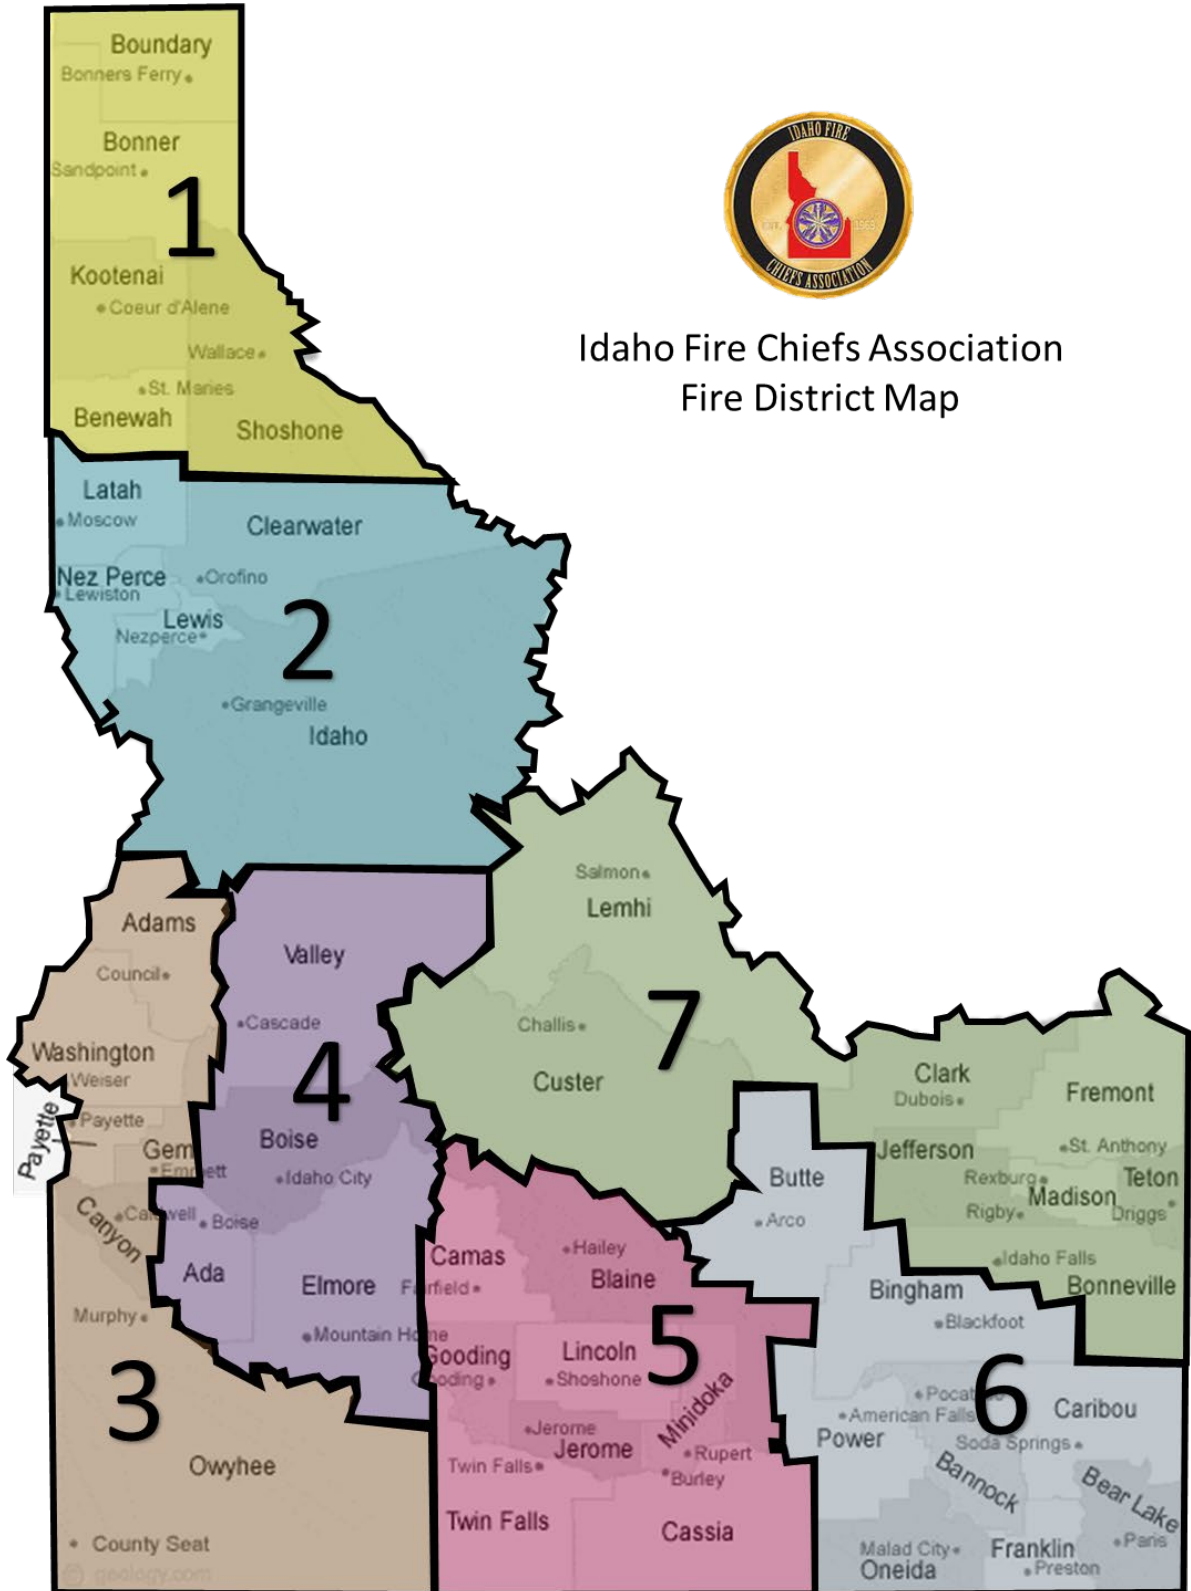 Boundary
Bonners Ferry
Bonner
Sandpoint
1
Kootenai
Coeur d'Alene
Wallace
St. Maries
Benewah
Shoshone
IDAHO FIRE
EST.
1963
CHIEFS ASSOCIATION
Idaho Fire Chiefs Association
Fire District Map
Latah
Moscow
Clearwater
Nez Perce
Orofino
Lewiston
Lewis
Nezperce
2
Grangeville
Idaho
Salmon
Lemhi
Adams
Valley
Council
Cascade
Challis
7
Washington
Weiser
4
Custer
Clark
Dubois
Fremont
Payette
Payette
Gem
Emmett
Boise
Idaho City
Jefferson
St. Anthony
Rexburg
Teton
Madison
Rigby
Driggs
Butte
Arco
Canyon
Caldwell
Boise
Camas
Hailey
Idaho Falls
Ada
Elmore
Fairfield
Blaine
Bingham
Bonneville
Murphy
Mountain Home
Blackfoot
3
Gooding
Gooding
Lincoln
Shoshone
5
Minidoka
6
Pocatello
American Falls
Caribou
Power
Soda Springs
Jerome
Jerome
Rupert
Owyhee
Twin Falls
Burley
Bannock
Bear Lake
Twin Falls
Cassia
Paris
County Seat
Malad City
Franklin
Oneida
Preston
geology.com